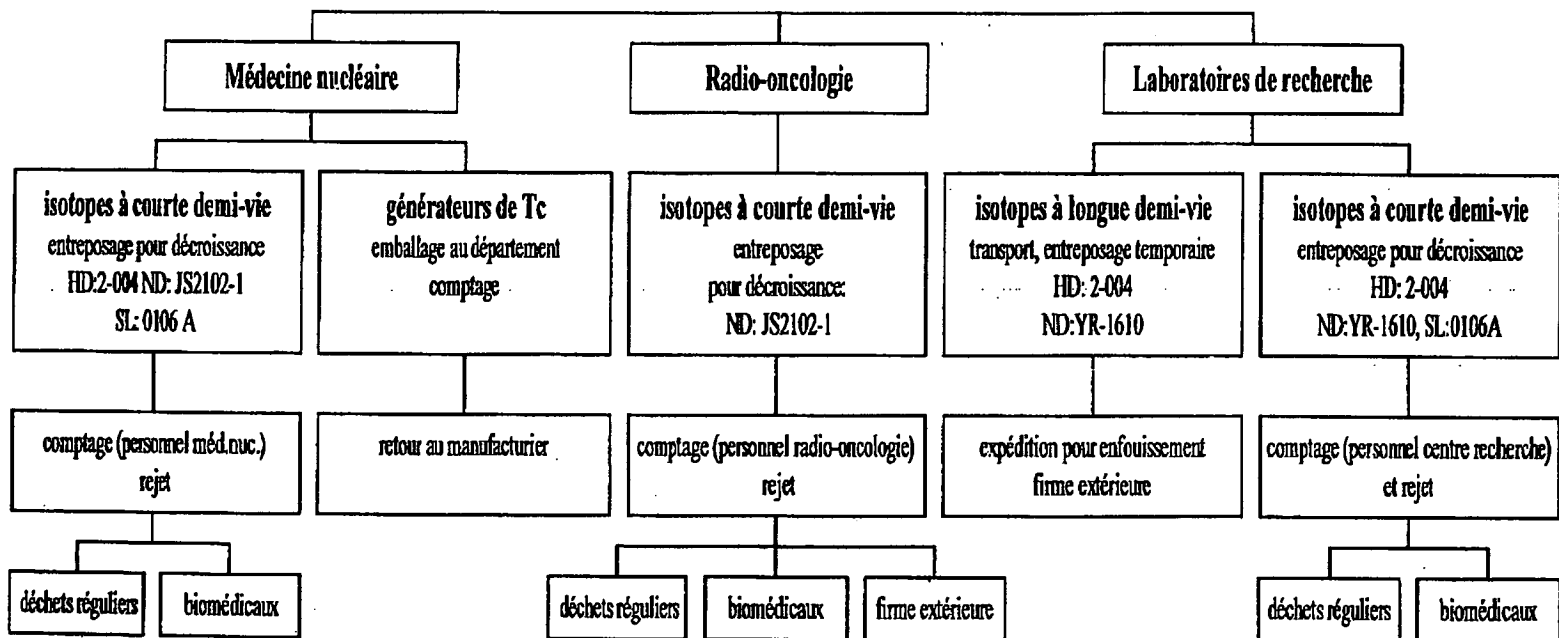 Médecine nucléaire
Radio-oncologie
Laboratoires de recherche
isotopes à courte demi-vie
entreposage pour décroissance
HD:2-004 ND: JS2102-1
SL: 0106 A
générateurs de Tc
emballage au département
comptage
isotopes à courte demi-vie
entreposage
pour décroissance:
ND: JS2102-1
isotopes à longue demi-vie
transport, entreposage temporaire
HD: 2-004
ND:YR-1610
isotopes à courte demi-vie
entreposage pour décroissance
HD: 2-004
ND:YR-1610, SL:0106A
comptage (personnel méd.nuc.)
rejet
retour au manufacturier
comptage (personnel radio-oncologie)
rejet
expédition pour enfouissement
firme extérieure
comptage (personnel centre recherche)
et rejet
déchets réguliers
biomédicaux
déchets réguliers
biomédicaux
firme extérieure
déchets réguliers
biomédicaux